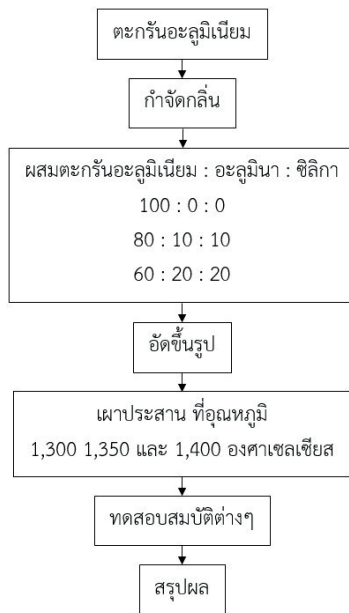 ตะกรันอะลูมิเนียม
กำจัดกลิ่น
ผสมตะกรันอะลูมิเนียม : อะลูมินา : ซิลิกา
100 : 0 : 0
80 : 10 : 10
60 : 20 : 20
อัดขึ้นรูป
เผาประสาน ที่อุณหภูมิ
1,300 1,350 และ 1,400 องศาเซลเซียส
ทดสอบสมบัติต่างๆ
สรุปผล